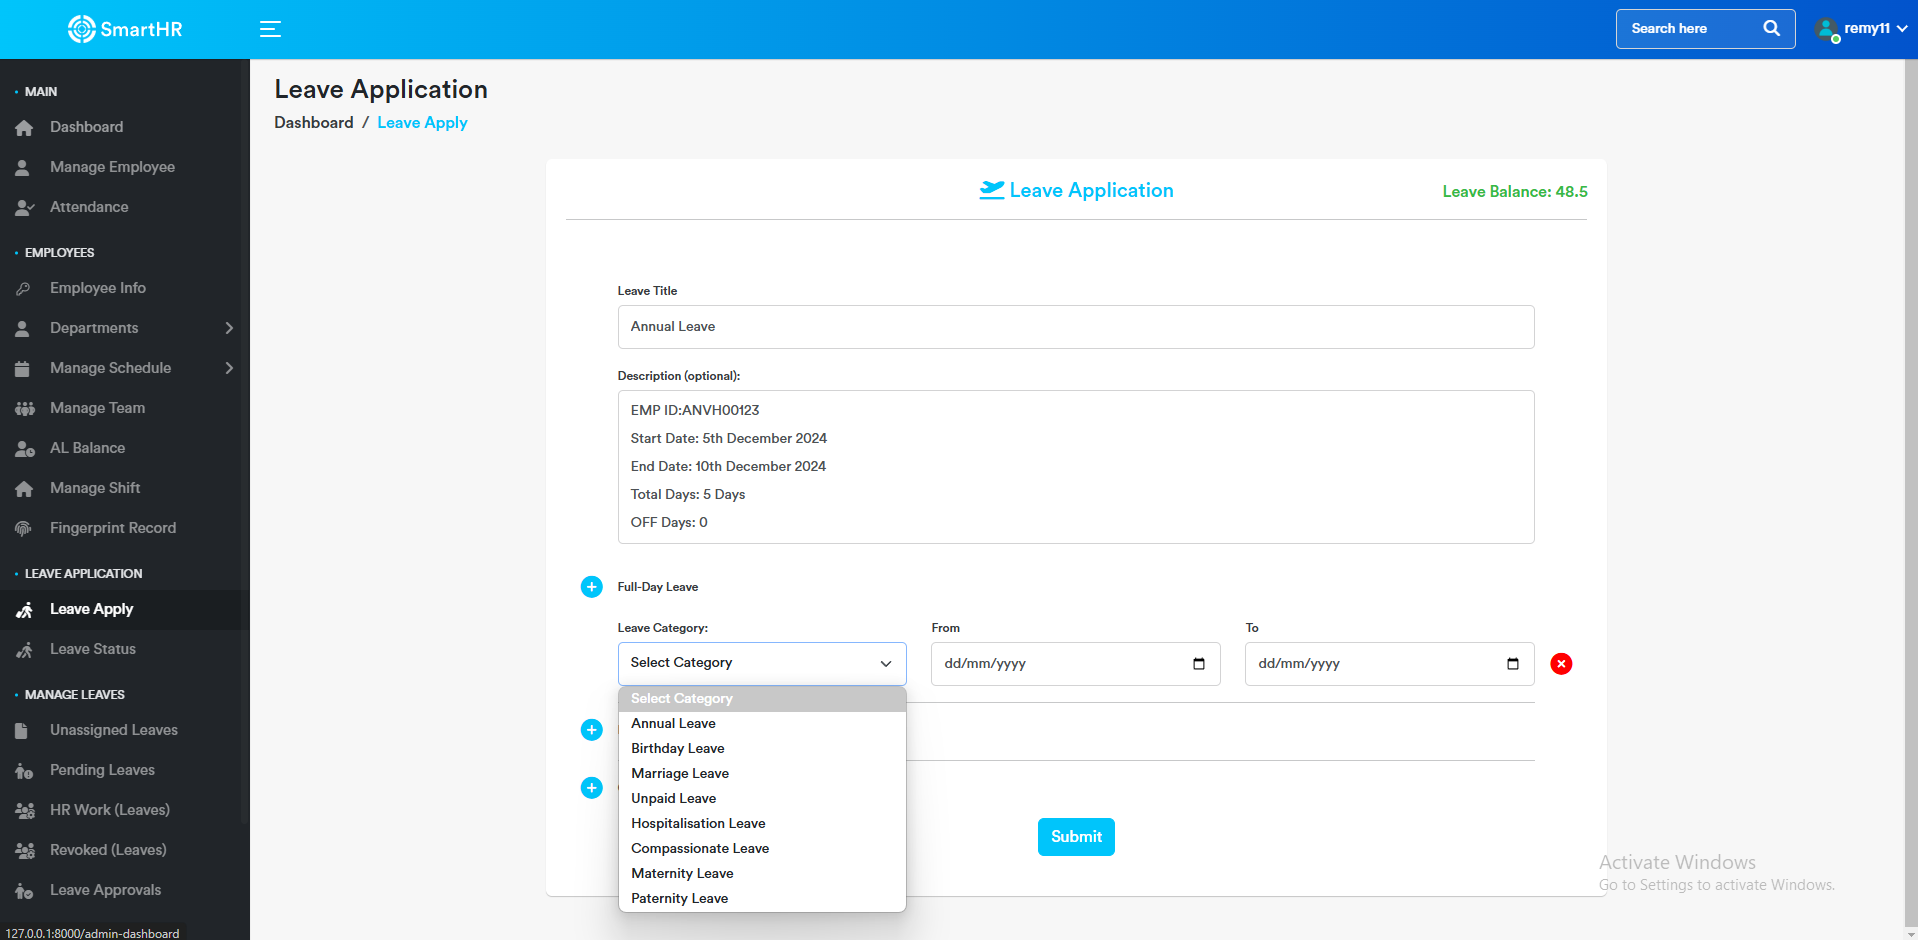 SmartHR
Search here
remy11
MAIN
Dashboard
Manage Employee
Attendance
EMPLOYEES
Employee Info
Departments
Manage Schedule
Manage Team
AL Balance
Manage Shift
Fingerprint Record
LEAVE APPLICATION
Leave Apply
Leave Status
MANAGE LEAVES
Unassigned Leaves
Pending Leaves
HR Work (Leaves)
Revoked (Leaves)
Leave Approvals
127.0.0.1:8000/admin-dashboard
Leave Application
Dashboard / Leave Apply
Leave Application
Leave Balance: 48.5
Leave Title
Annual Leave
Description (optional):
EMP ID:ANVH00123
Start Date: 5th December 2024
End Date: 10th December 2024
Total Days: 5 Days
OFF Days: 0
Full-Day Leave
Leave Category: From To
Select Category dd/mm/yyyy dd/mm/yyyy
Select Category
Annual Leave
Birthday Leave
Marriage Leave
Unpaid Leave
Hospitalisation Leave
Compassionate Leave
Maternity Leave
Paternity Leave
Submit
Activate Windows
Go to Settings to activate Windows.